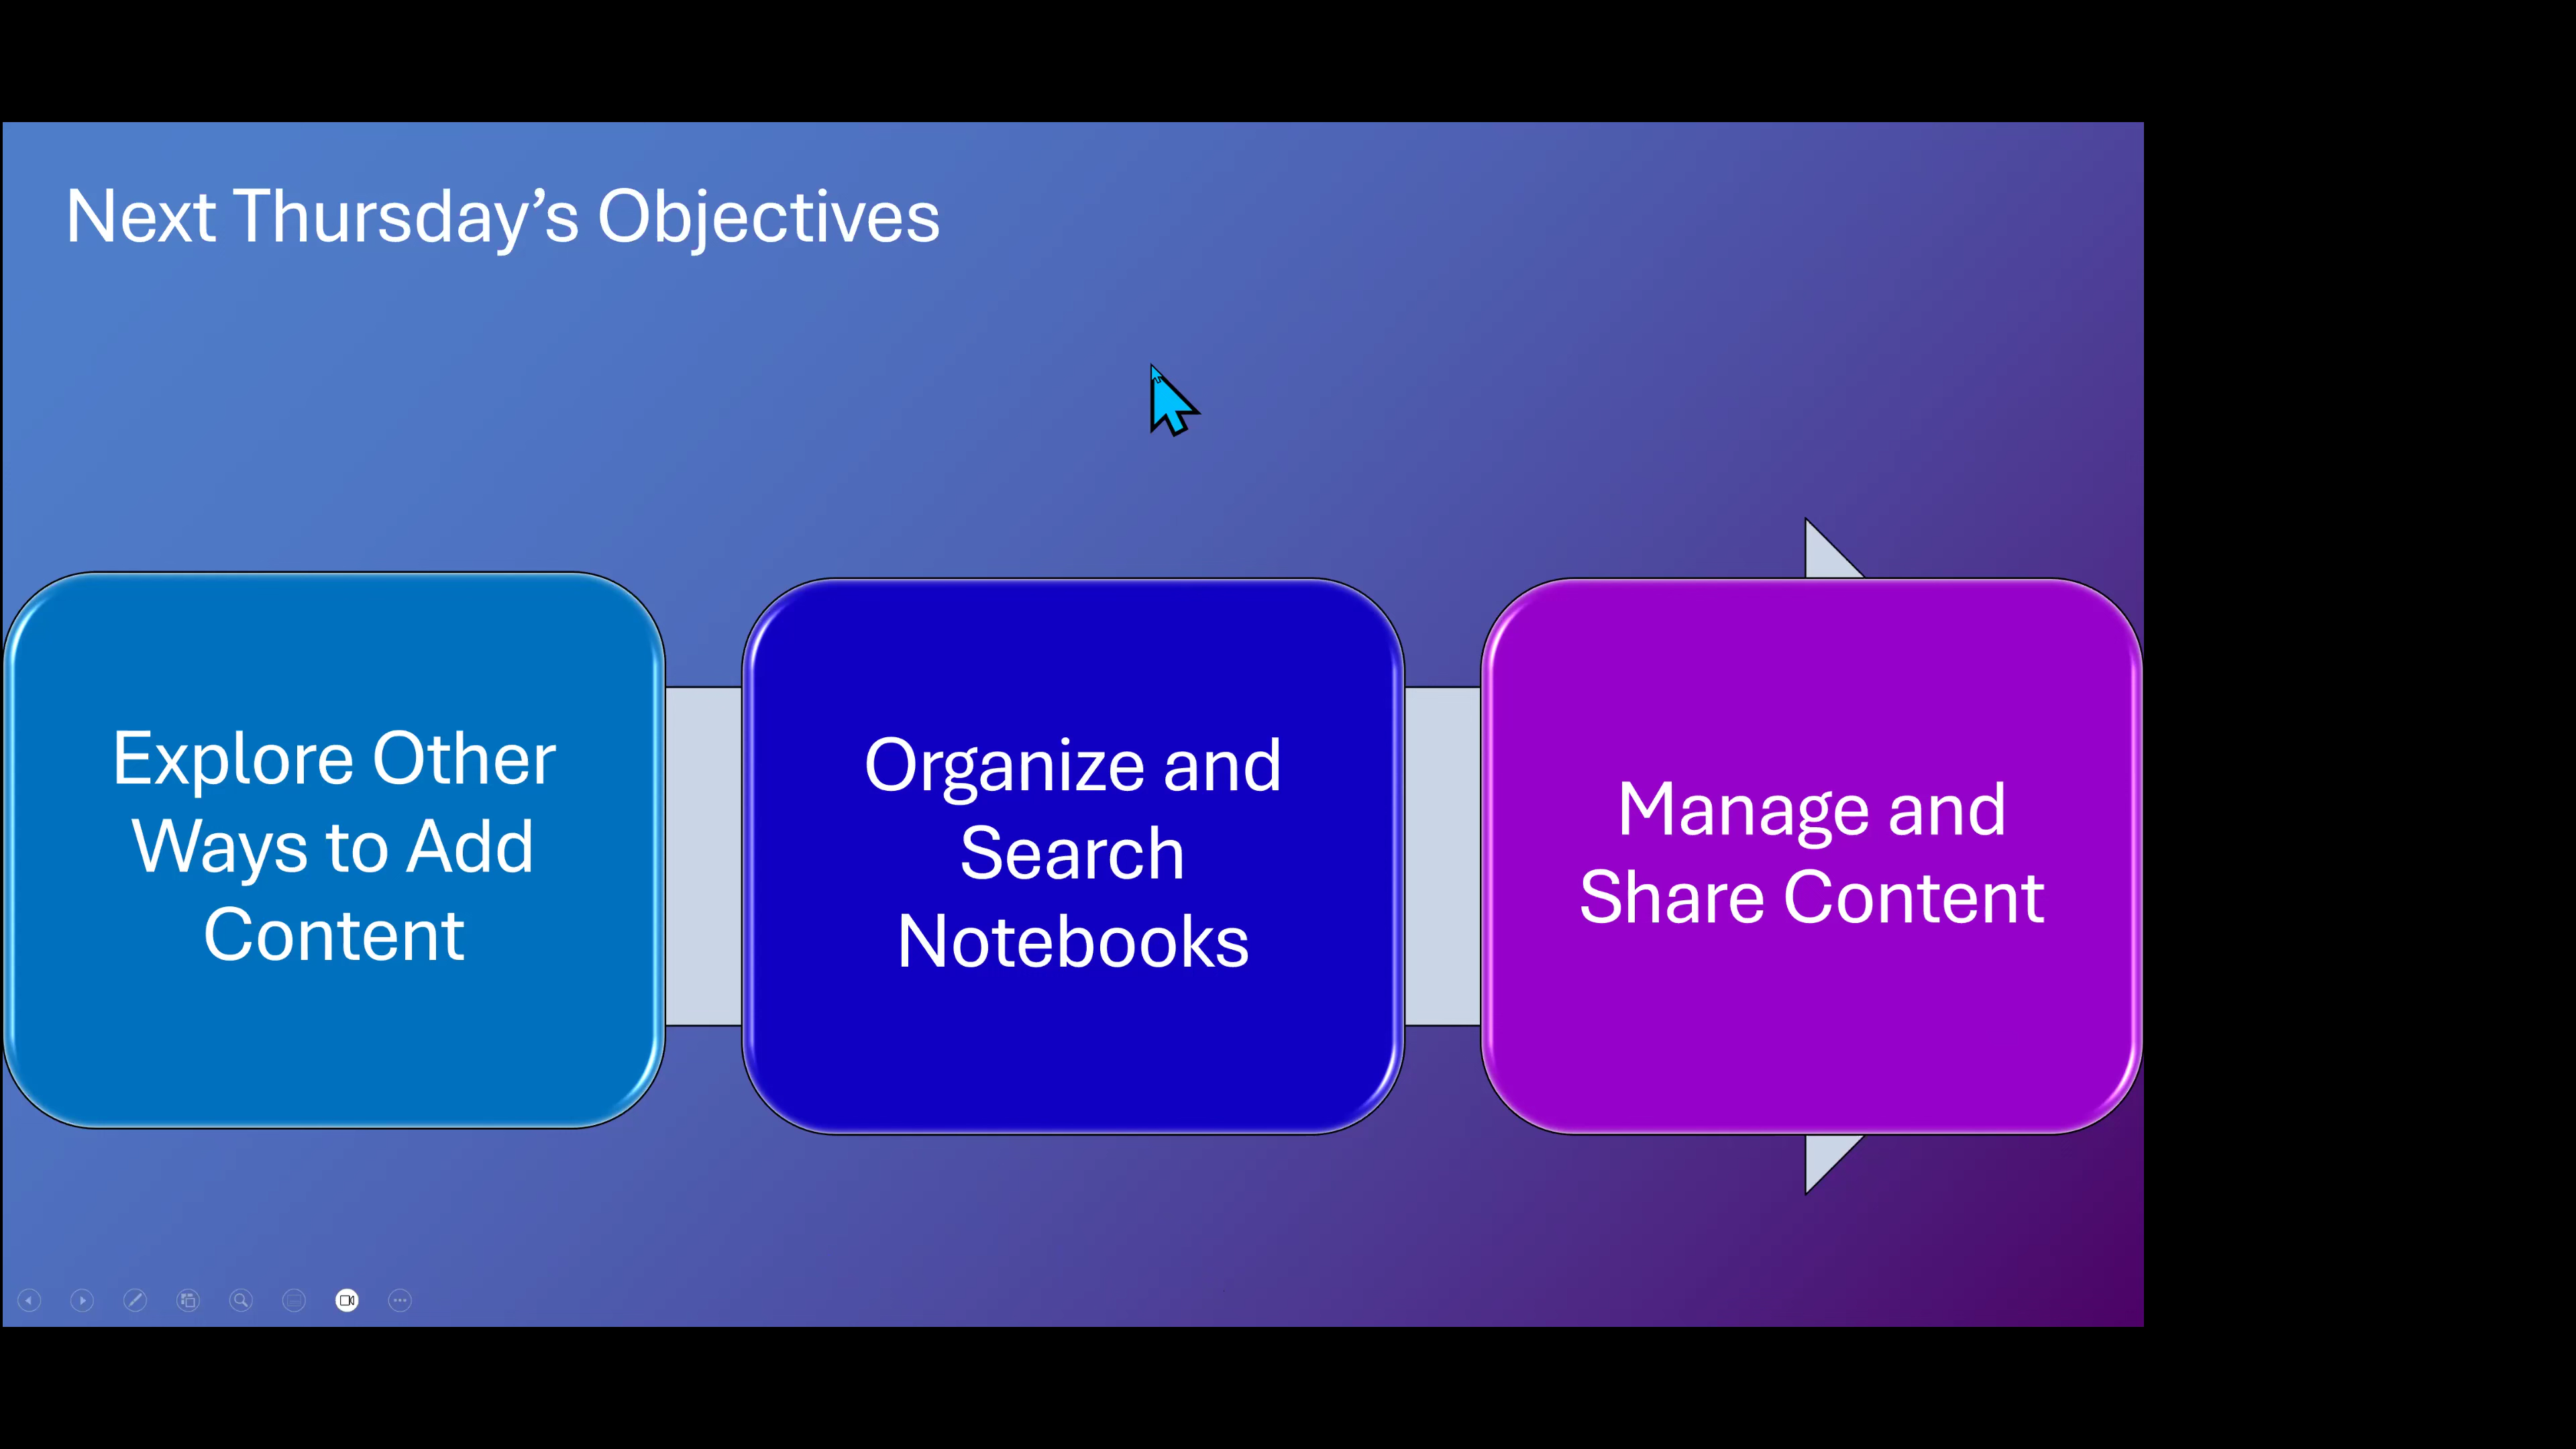 Next Thursday’s Objectives
Explore Other
Ways to Add
Content
Organize and
Search
Notebooks
Manage and
Share Content